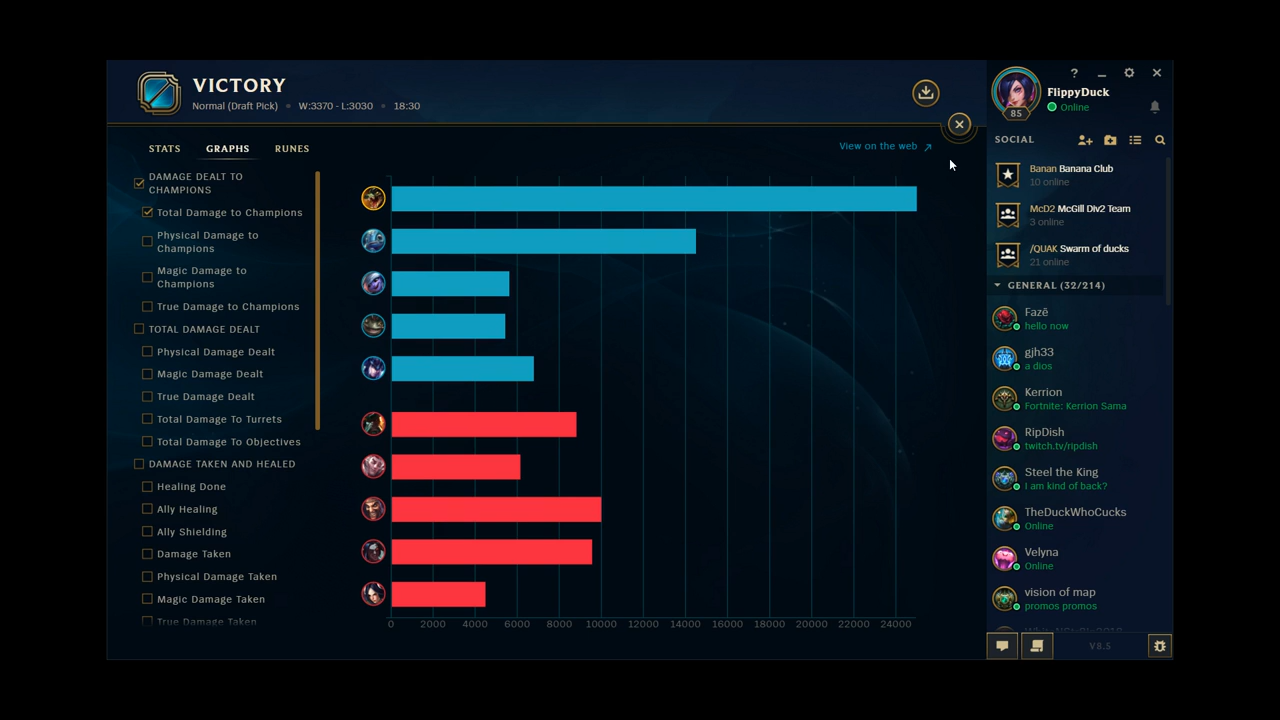 VICTORY
Normal (Draft Pick) • W:3370 - L:3030 • 18:30
STATS GRAPHS RUNES
View on the web
DAMAGE DEALT TO
CHAMPIONS
Total Damage to Champions
Physical Damage to
Champions
Magic Damage to
Champions
True Damage to Champions
TOTAL DAMAGE DEALT
Physical Damage Dealt
Magic Damage Dealt
True Damage Dealt
Total Damage To Turrets
Total Damage To Objectives
DAMAGE TAKEN AND HEALED
Healing Done
Ally Healing
Ally Shielding
Damage Taken
Physical Damage Taken
Magic Damage Taken
True Damage Taken
0 2000 4000 6000 8000 10000 12000 14000 16000 18000 20000 22000 24000
?
FlippyDuck
Online
85
SOCIAL
Banan Banana Club
10 online
McD2 McGill Div2 Team
3 online
/QUAK Swarm of ducks
21 online
GENERAL (32/214)
Fazê
hello now
gjh33
a dios
Kerrion
Fortnite: Kerrion Sama
RipDish
twitch.tv/ripdish
Steel the King
I am kind of back?
TheDuckWhoCucks
Online
Velyna
Online
vision of map
promos promos
V8.5